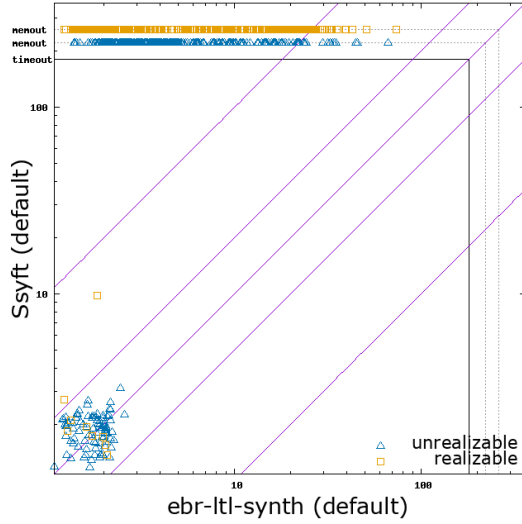 memout
memout
timeout
100
10
Ssyft (default)
unrealizable
realizable
10
100
ebr-ltl-synth (default)